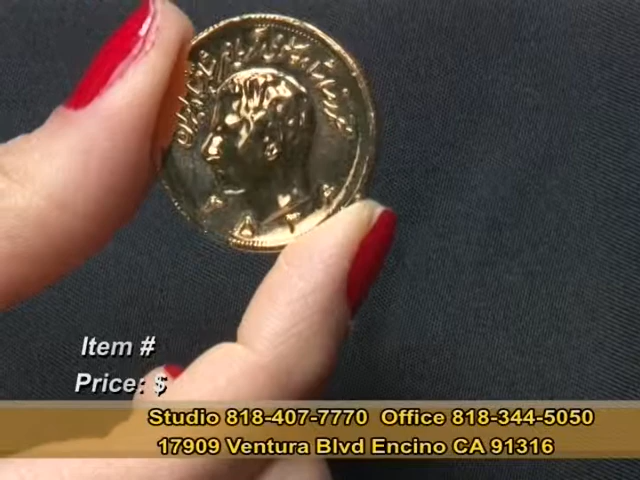 Item #
Price: $
Studio 818-407-7770 Office 818-344-5050
17909 Ventura Blvd Encino CA 91316